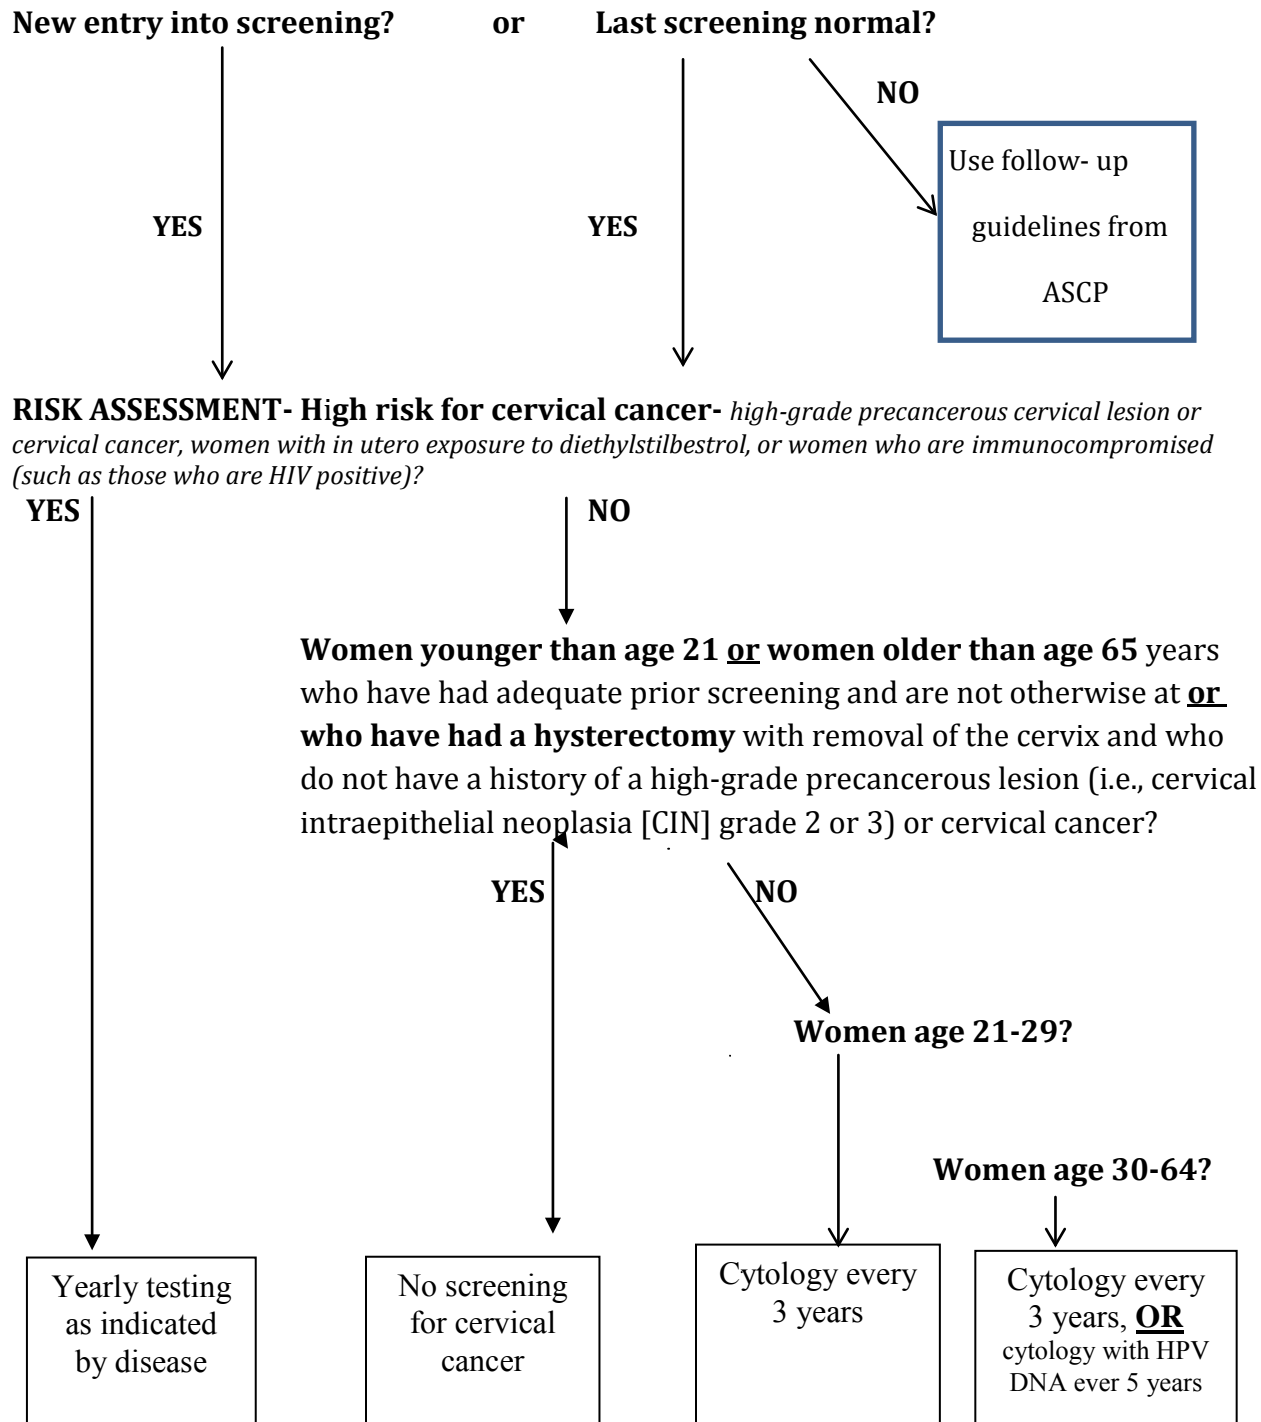 New entry into screening? or Last screening normal?
NO
Use follow- up
guidelines from
ASCP
YES YES
RISK ASSESSMENT- High risk for cervical cancer- high-grade precancerous cervical lesion or
cervical cancer, women with in utero exposure to diethylstilbestrol, or women who are immunocompromised
(such as those who are HIV positive)?
YES NO
Women younger than age 21 or women older than age 65 years
who have had adequate prior screening and are not otherwise at or
who have had a hysterectomy with removal of the cervix and who
do not have a history of a high-grade precancerous lesion (i.e., cervical
intraepithelial neoplasia [CIN] grade 2 or 3) or cervical cancer?
YES NO
Women age 21-29?
Women age 30-64?
Yearly testing
as indicated
by disease
No screening
for cervical
cancer
Cytology every
3 years
Cytology every
3 years, OR
cytology with HPV
DNA ever 5 years